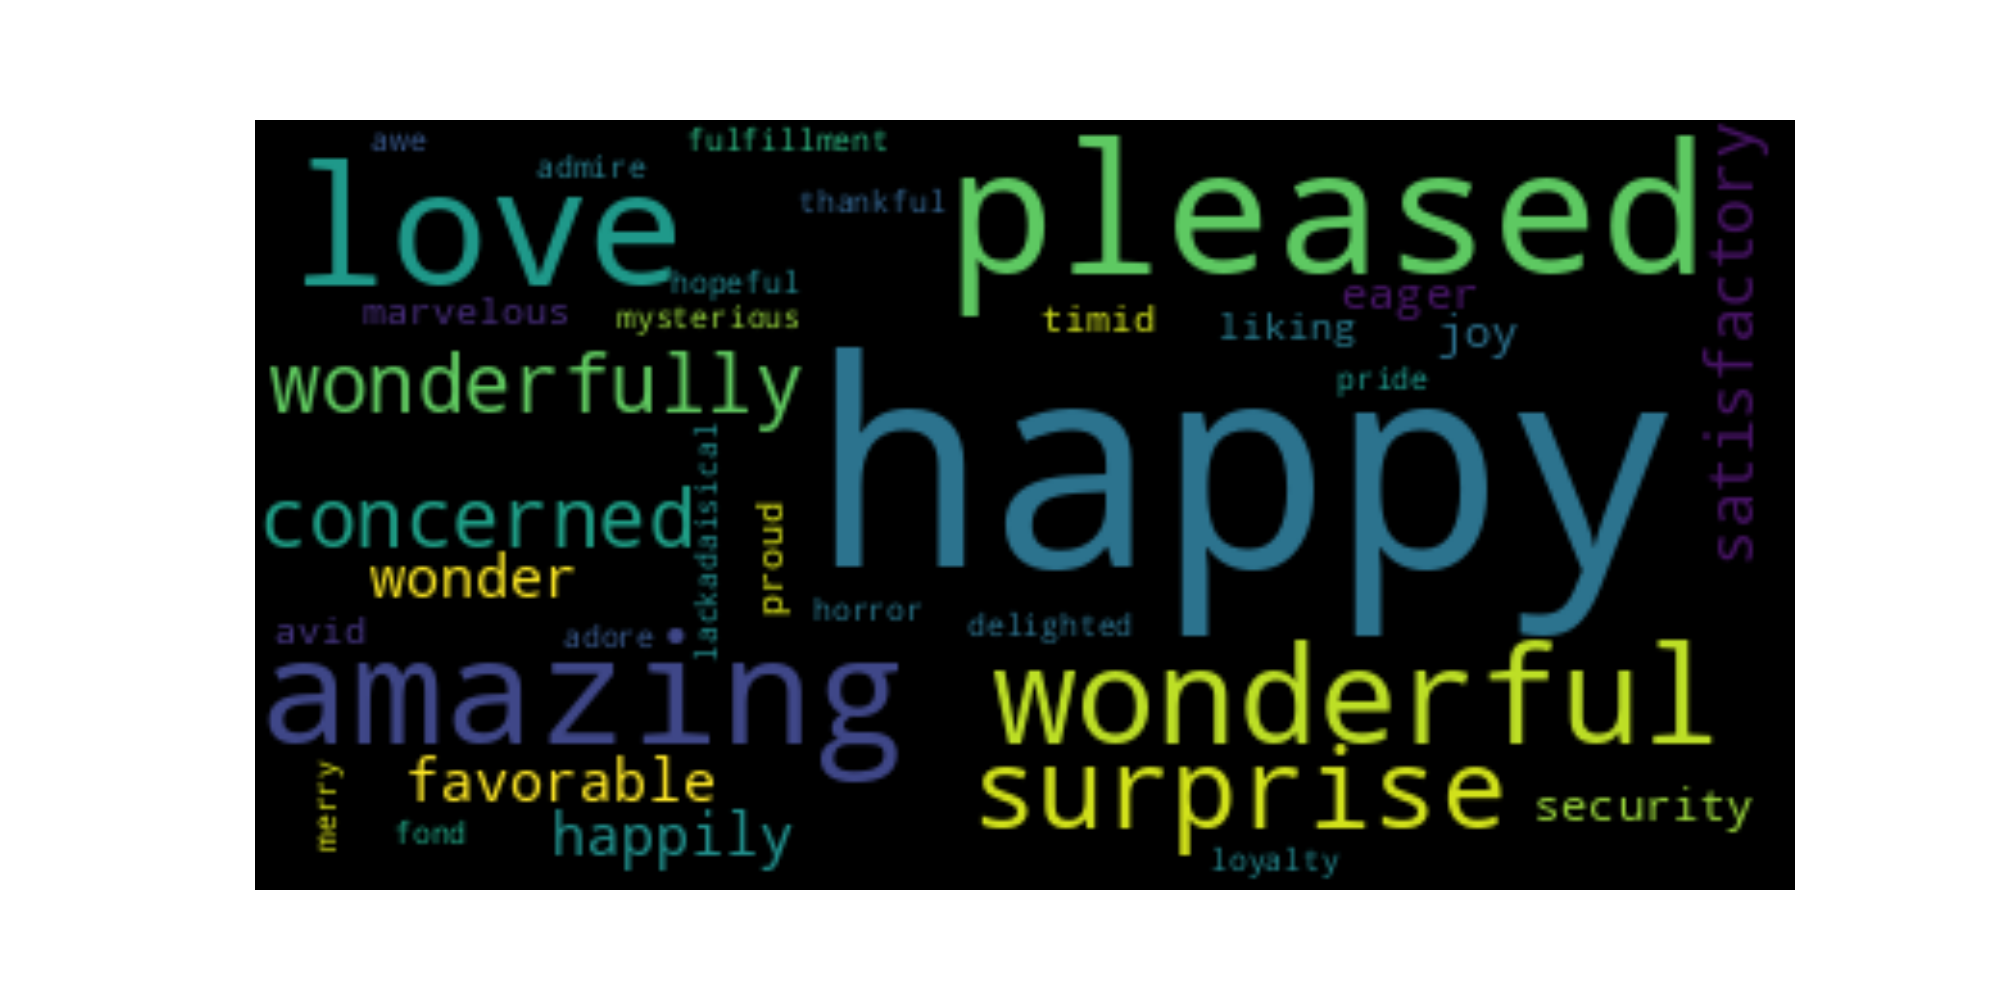 awe
fulfillment
admire
love
thankful
pleased
satisfactory
hopeful
eager
marvelous
mysterious
timid
liking
joy
wonderfully
pride
happy
lackadaisical
concerned
proud
wonder
horror
delighted
avid
adore
amazing
wonderful
favorable
surprise
merry
security
fond
happily
loyalty